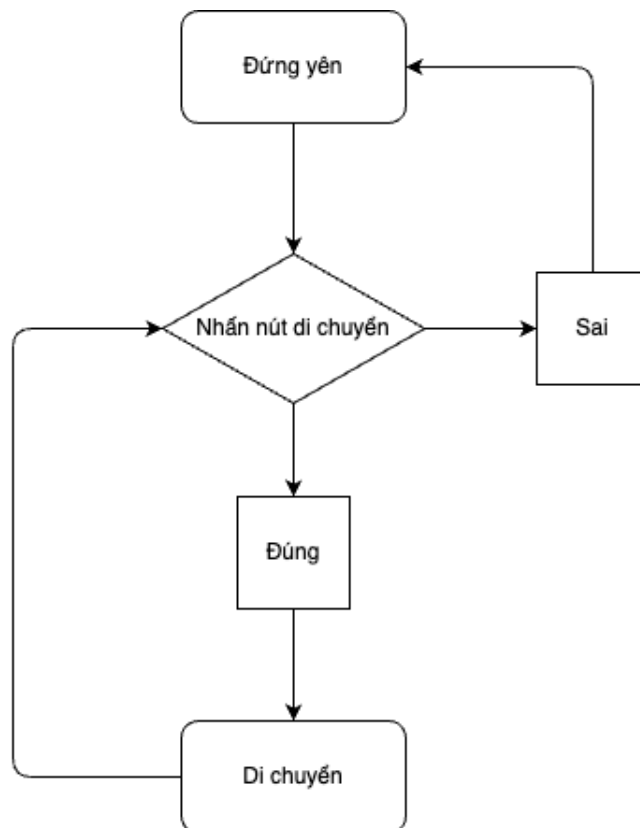 Đứng yên
Nhấn nút di chuyển
Sai
Đúng
Di chuyển